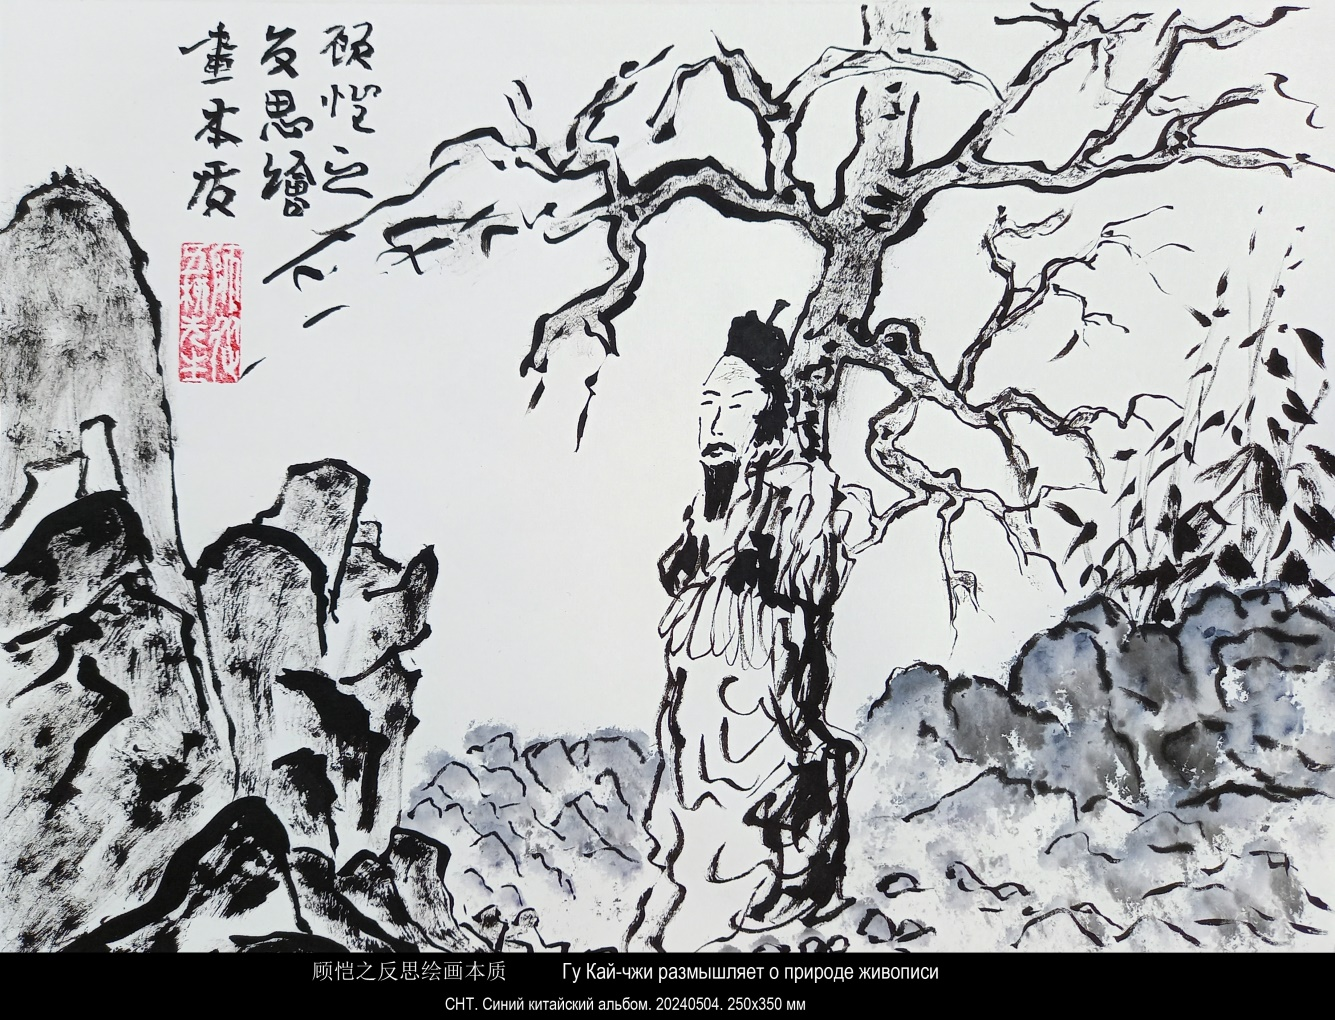 顾愷之
反思繪
畫本质
顾恺之反思绘画本质 Гу Кай-чжи размышляет о природе живописи
СНТ. Синий китайский альбом. 20240504. 250x350 мм